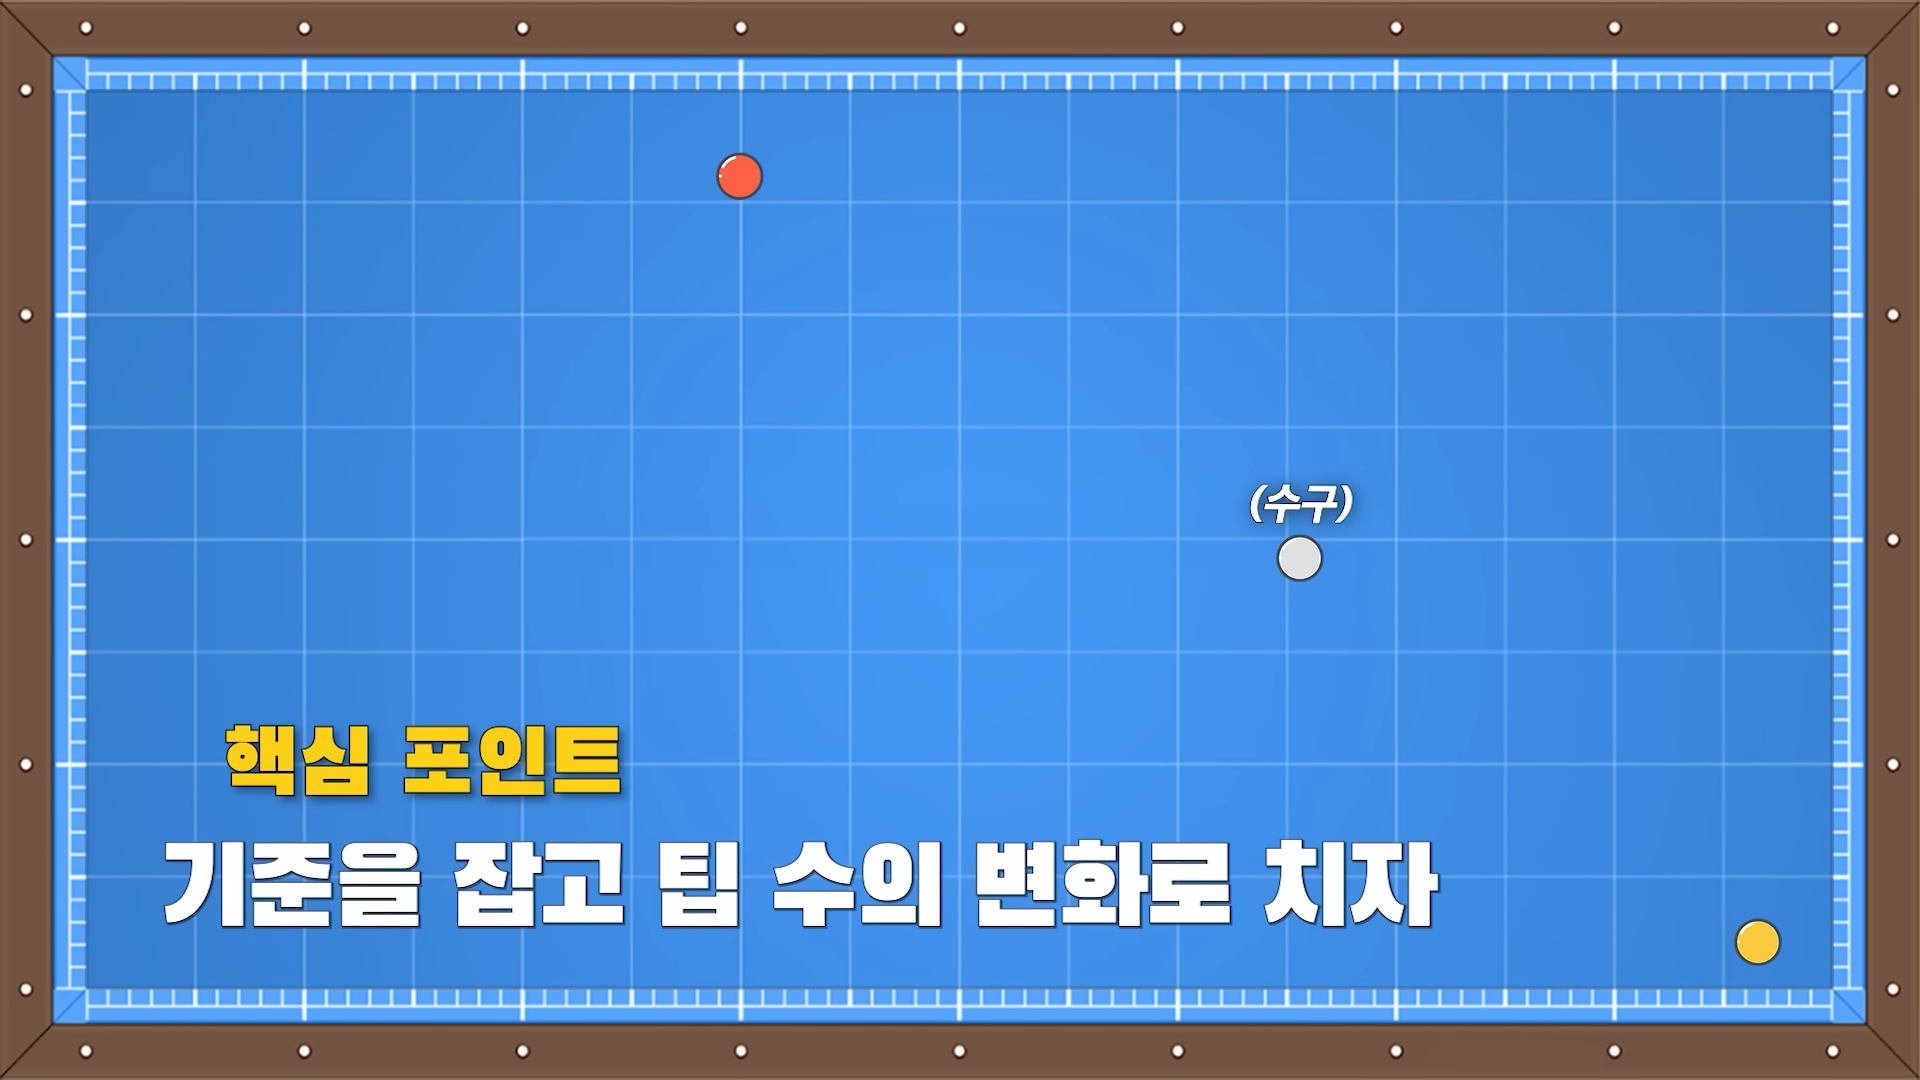 (수구)
핵심 포인트
기준을 잡고 팁 수의 변화로 치자